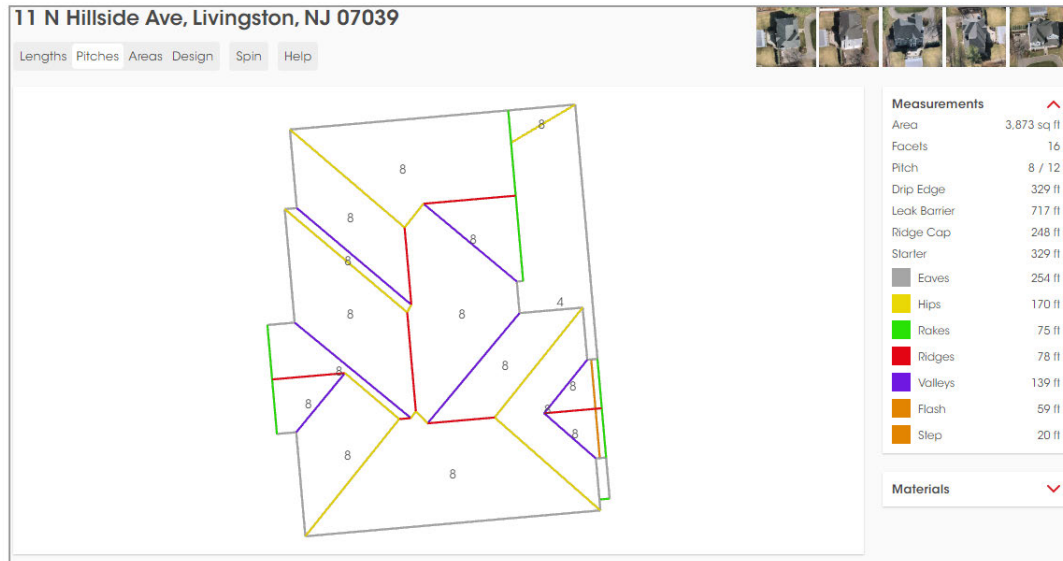 11 N Hillside Ave, Livingston, NJ 07039
Lengths Pitches Areas Design Spin Help
Measurements
Area 3,873 sq ft
Facets 16
Pitch 8 / 12
Drip Edge 329 ft
Leak Barrier 717 ft
Ridge Cap 248 ft
Starter 329 ft
Eaves 254 ft
Hips 170 ft
Rakes 75 ft
Ridges 78 ft
Valleys 139 ft
Flash 59 ft
Step 20 ft
Materials
8
8
8
8
8
8
8
4
8
8
8
8
8
8
8
8